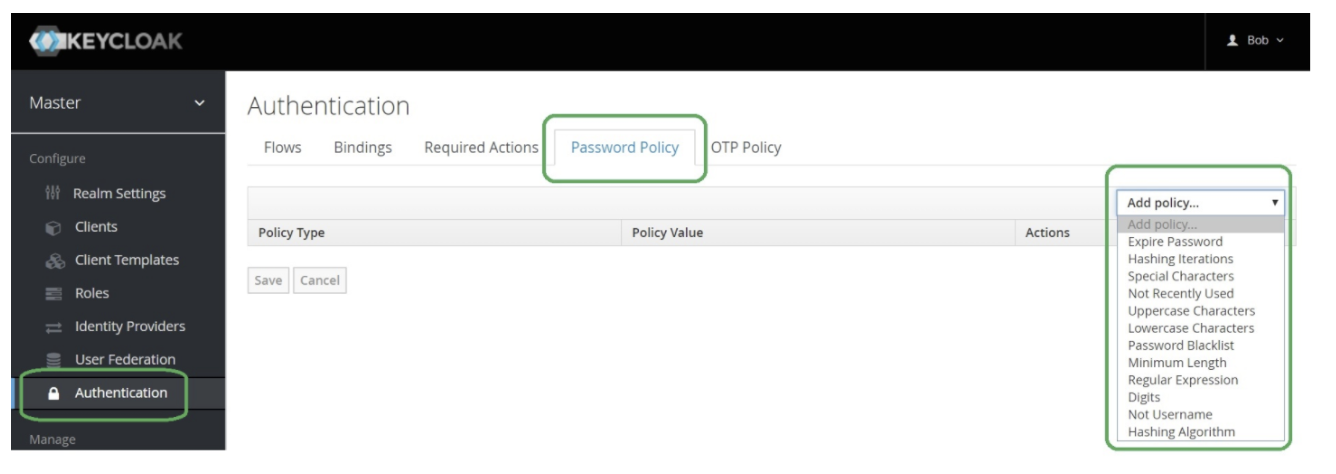 KEYCLOAK
Bob
Master
Authentication
Flows Bindings Required Actions Password Policy OTP Policy
Configure
Realm Settings
Clients
Client Templates
Roles
Identity Providers
User Federation
Authentication
Manage
Add policy...
Policy Type Policy Value Actions
Save Cancel
Add policy...
Expire Password
Hashing Iterations
Special Characters
Not Recently Used
Uppercase Characters
Lowercase Characters
Password Blacklist
Minimum Length
Regular Expression
Digits
Not Username
Hashing Algorithm